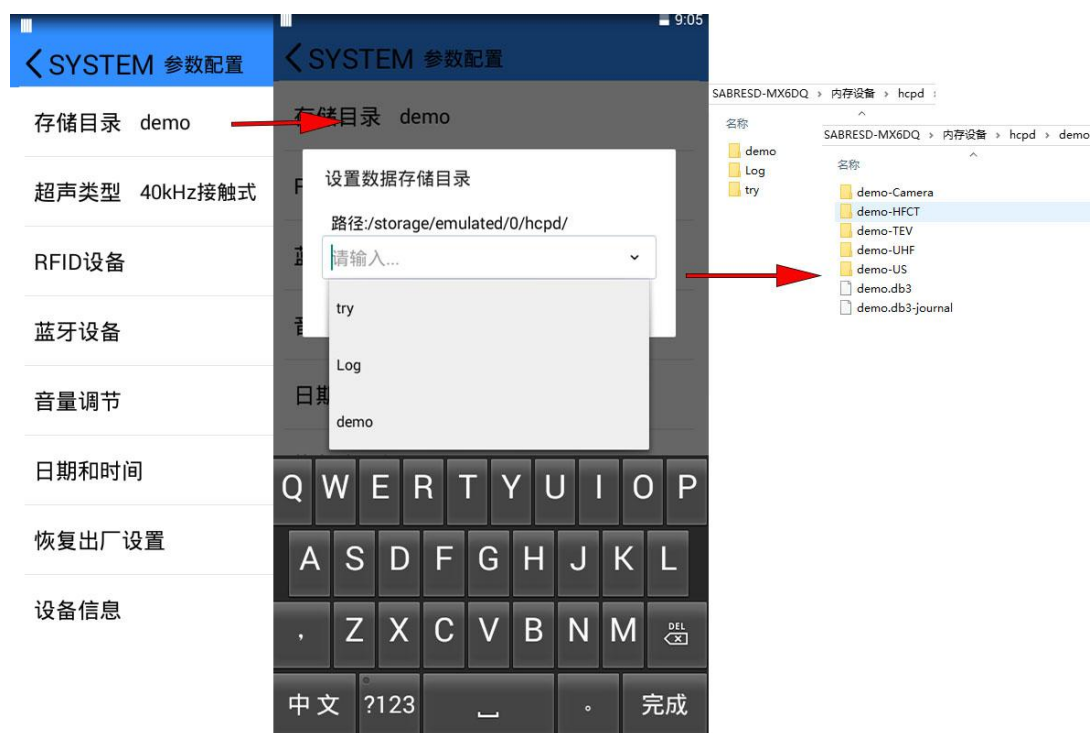 SYSTEM 参数配置
存储目录 demo
超声类型 40kHz接触式
RFID设备
蓝牙设备
音量调节
日期和时间
恢复出厂设置
设备信息
9:05
SYSTEM 参数配置
存储目录 demo
设置数据存储目录
路径:/storage/emulated/0/hcpd/
请输入...
try
Log
demo
日期
Q W E R T Y U I O P
A S D F G H J K L
, Z X C V B N M DEL
中文 ?123 。 完成
SABRESD-MX6DQ › 内存设备 › hcpd
名称
demo
Log
try
SABRESD-MX6DQ › 内存设备 › hcpd › demo
名称
demo-Camera
demo-HFCT
demo-TEV
demo-UHF
demo-US
demo.db3
demo.db3-journal